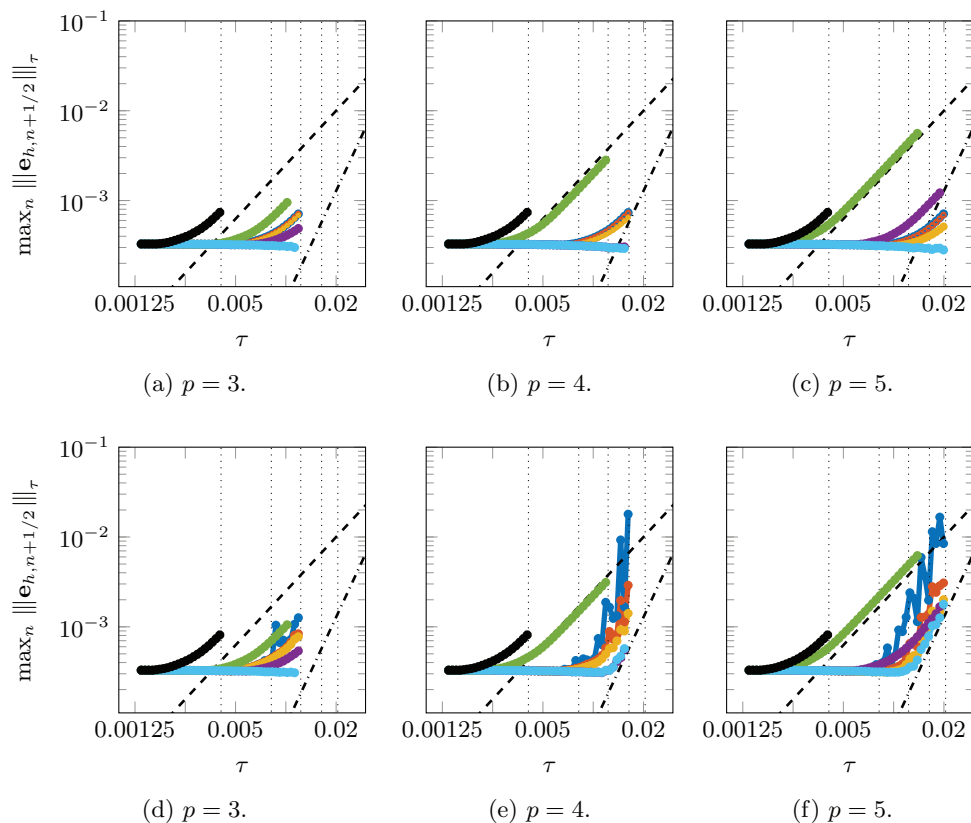 10^{-1}
10^{-2}
10^{-3}
max_n |||e_{h,n+1/2}|||_τ
0.00125 0.005 0.02
0.00125 0.005 0.02
0.00125 0.005 0.02
τ
τ
τ
(a) p = 3.
(b) p = 4.
(c) p = 5.
10^{-1}
10^{-2}
10^{-3}
max_n |||e_{h,n+1/2}|||_τ
0.00125 0.005 0.02
0.00125 0.005 0.02
0.00125 0.005 0.02
τ
τ
τ
(d) p = 3.
(e) p = 4.
(f) p = 5.